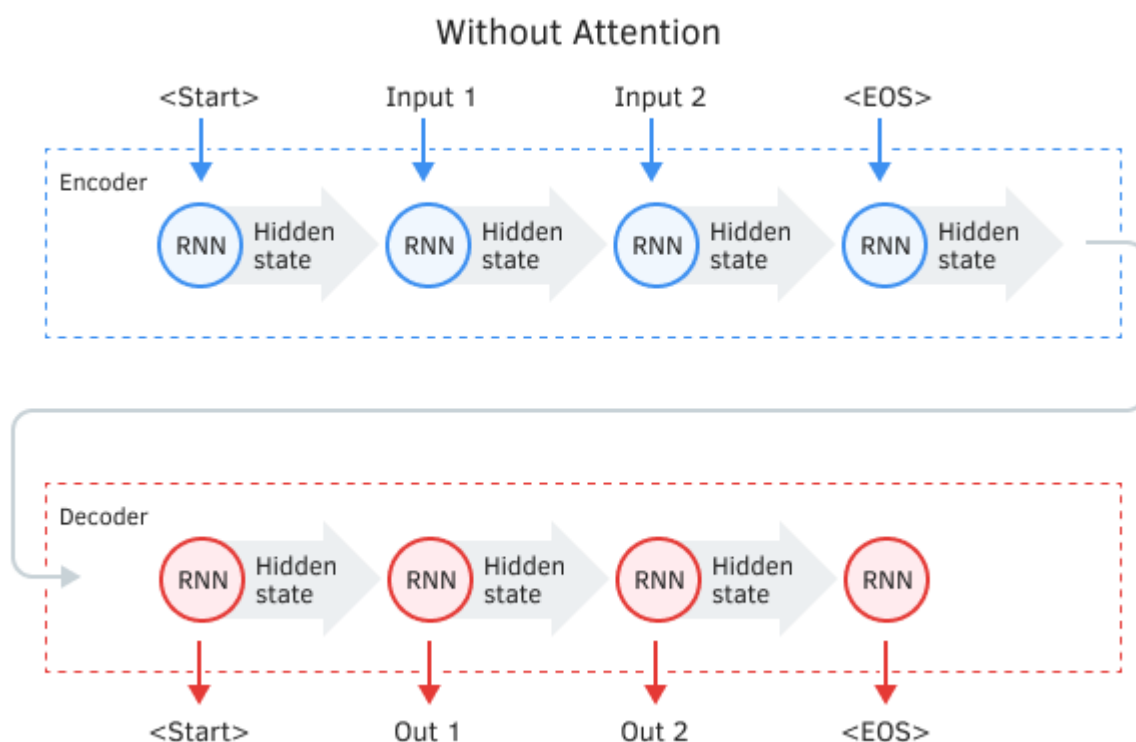 Without Attention
<Start> Input 1 Input 2 <EOS>
Encoder
RNN Hidden state RNN Hidden state RNN Hidden state RNN Hidden state
Decoder
RNN Hidden state RNN Hidden state RNN Hidden state RNN
<Start> Out 1 Out 2 <EOS>